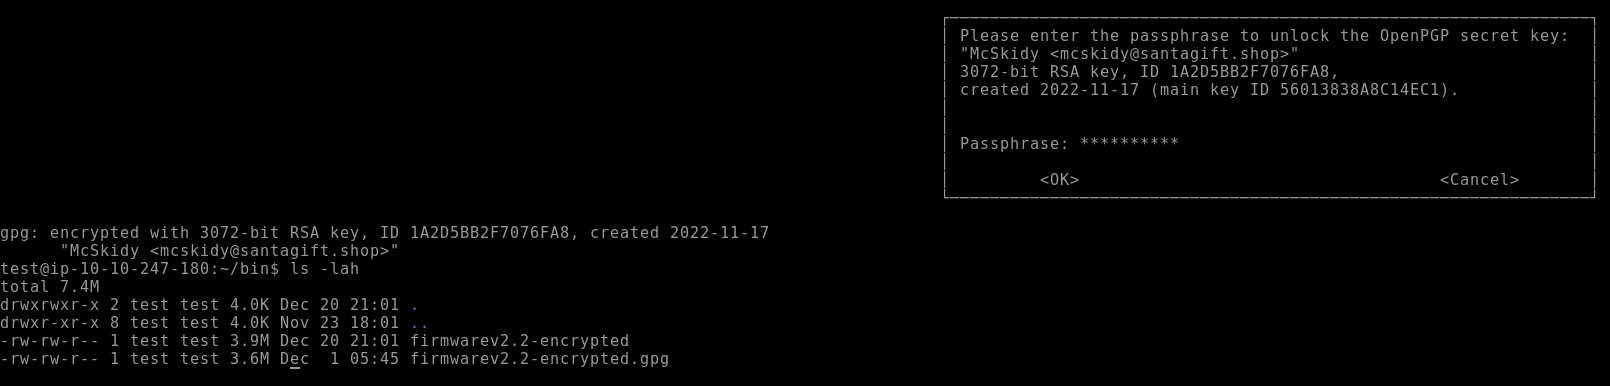 Please enter the passphrase to unlock the OpenPGP secret key:
"McSkidy <mcskidy@santagift.shop>"
3072-bit RSA key, ID 1A2D5BB2F7076FA8,
created 2022-11-17 (main key ID 56013838A8C14EC1).
Passphrase: **********
<OK> <Cancel>
gpg: encrypted with 3072-bit RSA key, ID 1A2D5BB2F7076FA8, created 2022-11-17
"McSkidy <mcskidy@santagift.shop>"
test@ip-10-10-247-180:~/bin$ ls -lah
total 7.4M
drwxrwxr-x 2 test test 4.0K Dec 20 21:01 .
drwxr-xr-x 8 test test 4.0K Nov 23 18:01 ..
-rw-rw-r-- 1 test test 3.9M Dec 20 21:01 firmwarev2.2-encrypted
-rw-rw-r-- 1 test test 3.6M Dec  1 05:45 firmwarev2.2-encrypted.gpg